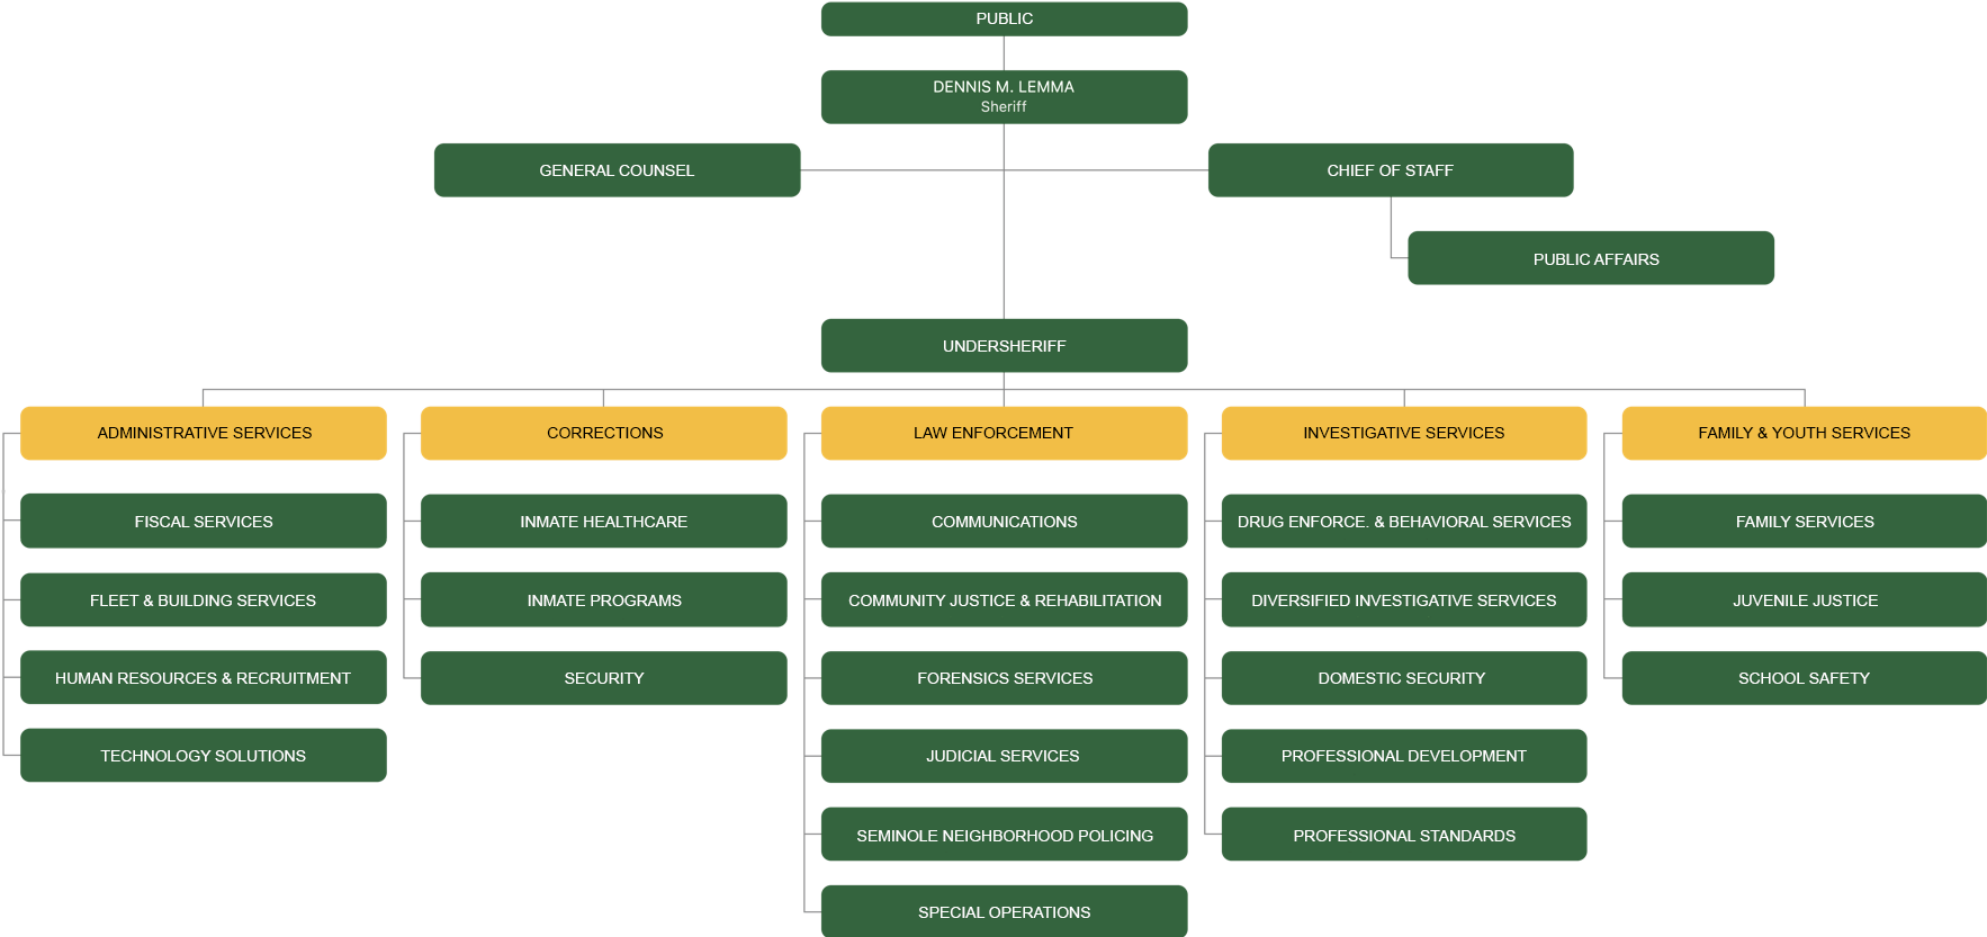 PUBLIC
DENNIS M. LEMMA
Sheriff
GENERAL COUNSEL
CHIEF OF STAFF
PUBLIC AFFAIRS
UNDERSHERIFF
ADMINISTRATIVE SERVICES
FISCAL SERVICES
FLEET & BUILDING SERVICES
HUMAN RESOURCES & RECRUITMENT
TECHNOLOGY SOLUTIONS
CORRECTIONS
INMATE HEALTHCARE
INMATE PROGRAMS
SECURITY
LAW ENFORCEMENT
COMMUNICATIONS
COMMUNITY JUSTICE & REHABILITATION
FORENSICS SERVICES
JUDICIAL SERVICES
SEMINOLE NEIGHBORHOOD POLICING
SPECIAL OPERATIONS
INVESTIGATIVE SERVICES
DRUG ENFORCE. & BEHAVIORAL SERVICES
DIVERSIFIED INVESTIGATIVE SERVICES
DOMESTIC SECURITY
PROFESSIONAL DEVELOPMENT
PROFESSIONAL STANDARDS
FAMILY & YOUTH SERVICES
FAMILY SERVICES
JUVENILE JUSTICE
SCHOOL SAFETY